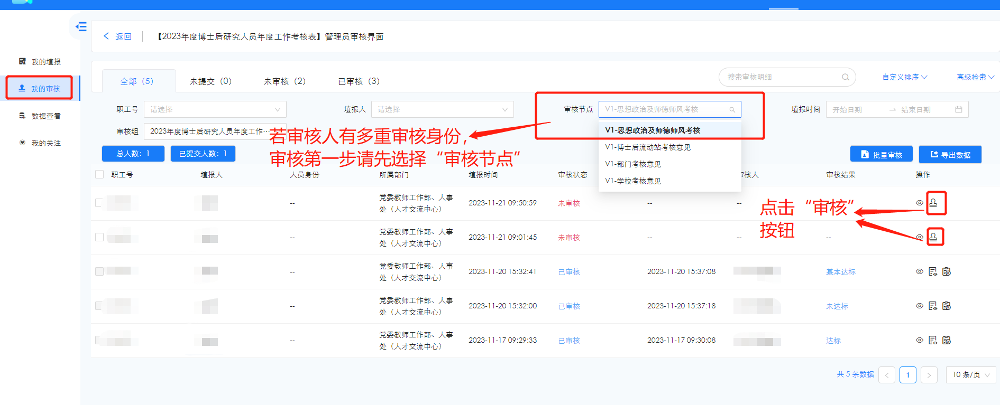 返回
【2023年度博士后研究人员年度工作考核表】管理员审核界面
我的填报
我的审核
数据查看
我的关注
全部（5）
未提交（0）
未审核（2）
已审核（3）
搜索审核明细
自定义排序
高级检索
职工号
请选择
填报人
请选择
审核节点
V1-思想政治及师德师风考核
填报时间
开始日期
结束日期
V1-思想政治及师德师风考核
V1-博士后流动站考核意见
V1-部门考核意见
V1-学校考核意见
审核组
2023年度博士后研究人员年度工作···
若审核人有多重审核身份，
审核第一步请先选择“审核节点”
总人数：1
已提交人数：1
批量审核
导出数据
职工号
填报人
人员身份
所属部门
填报时间
审核状态
审核人
审核结果
操作
--
党委教师工作部、人事
处（人才交流中心）
2023-11-21 09:50:59
未审核
--
--
--
点击“审核”
按钮
--
党委教师工作部、人事
处（人才交流中心）
2023-11-21 09:01:45
未审核
--
--
--
--
党委教师工作部、人事
处（人才交流中心）
2023-11-20 15:32:41
已审核
2023-11-20 15:37:08
基本达标
--
党委教师工作部、人事
处（人才交流中心）
2023-11-20 15:32:00
已审核
2023-11-20 15:37:18
未达标
--
党委教师工作部、人事
处（人才交流中心）
2023-11-17 09:29:33
已审核
2023-11-17 09:30:08
达标
共 5 条数据
1
10 条/页